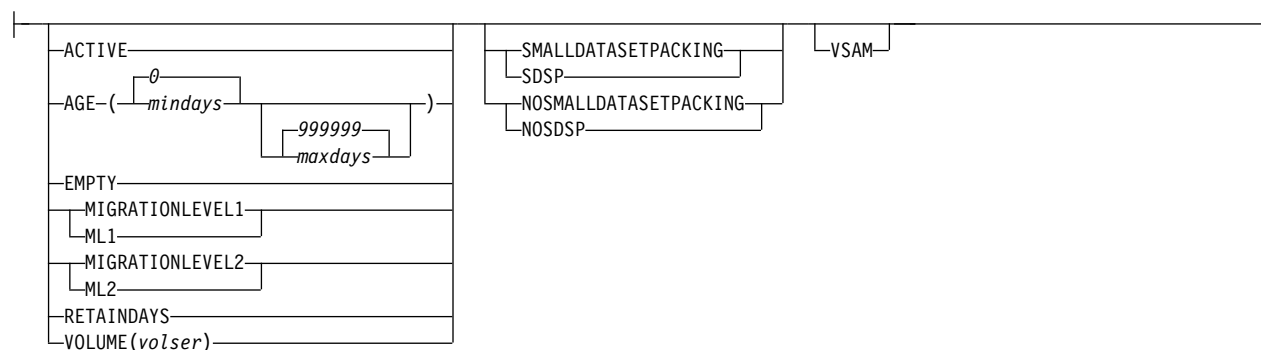 ACTIVE SMALLDATASETPACKING VSAM
0 SDSP
AGE ( mindays ) NOSMALLDATASETPACKING
999999 NOSDSP
maxdays
EMPTY
MIGRATIONLEVEL1
ML1
MIGRATIONLEVEL2
ML2
RETAINDAYS
VOLUME(volser)